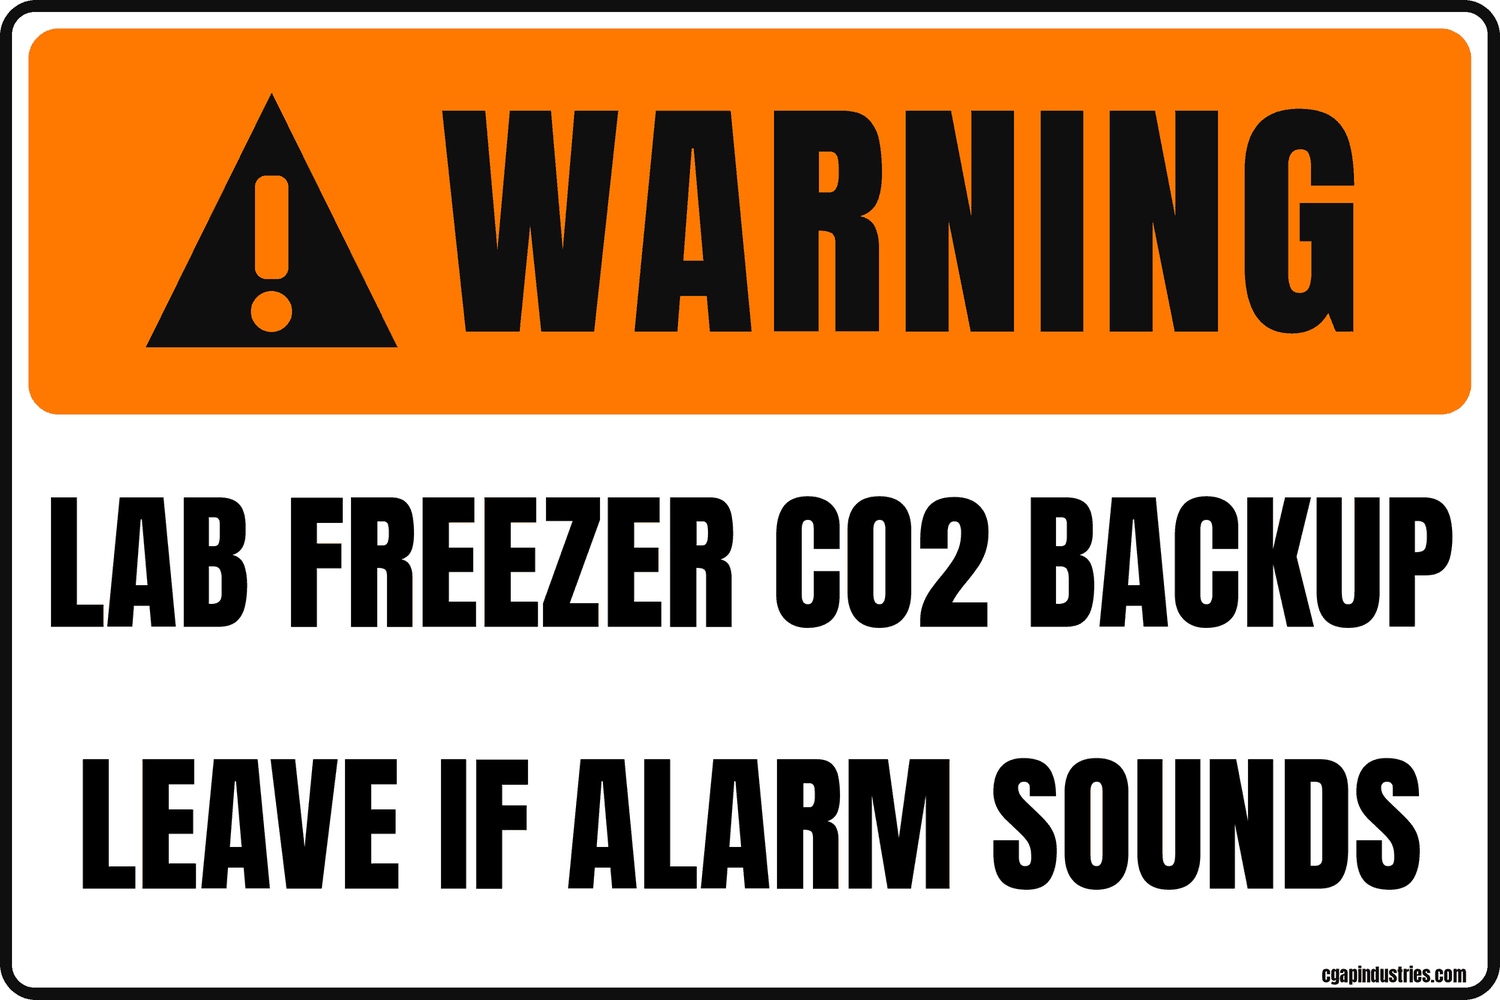 WARNING
LAB FREEZER CO2 BACKUP
LEAVE IF ALARM SOUNDS
cgapindustries.com